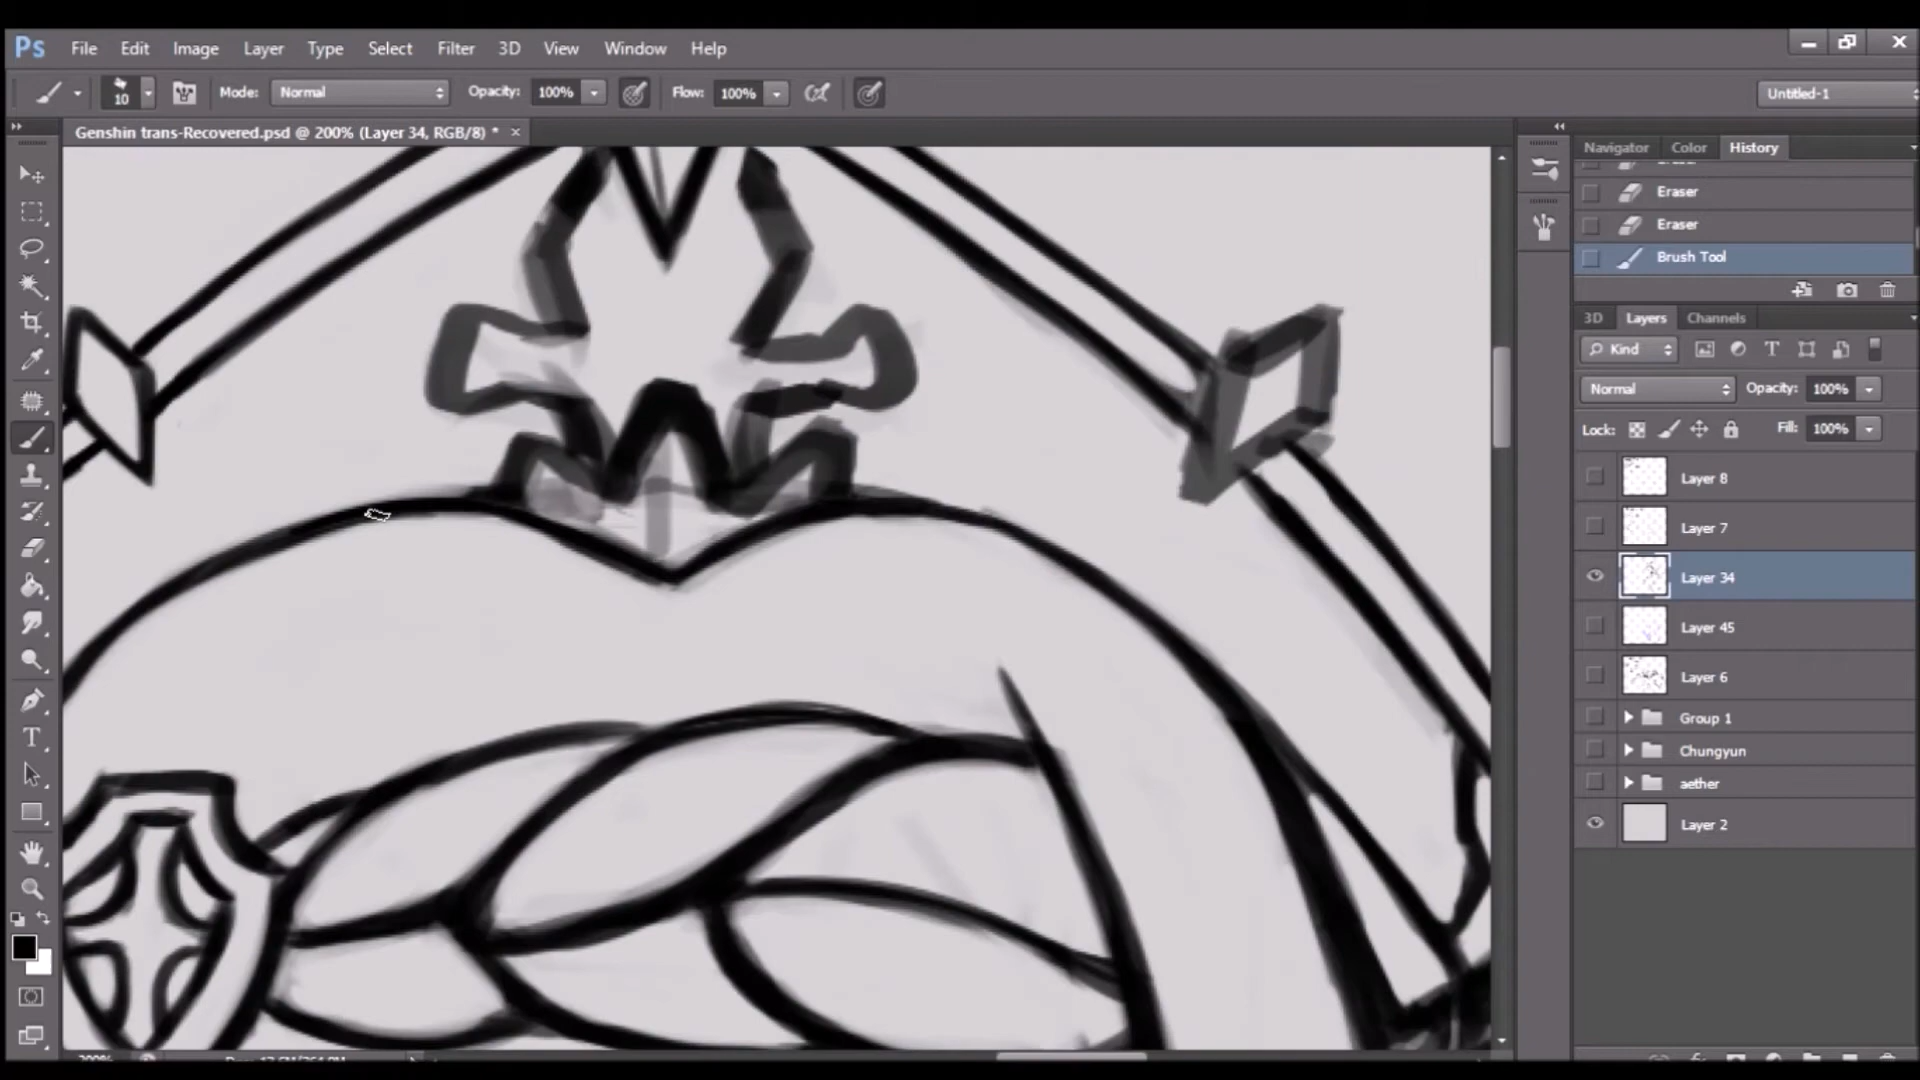 Ps File Edit Image Layer Type Select Filter 3D View Window Help
10 Mode: Normal Opacity: 100% Flow: 100% Untitled-1
Genshin trans-Recovered.psd @ 200% (Layer 34, RGB/8) * ×
Navigator Color History
Eraser
Eraser
Eraser
Brush Tool
3D Layers Channels
Kind T
Normal Opacity: 100%
Lock: Fill: 100%
Layer 8
Layer 7
Layer 34
Layer 45
Layer 6
Group 1
Chungyun
aether
Layer 2
T
200%